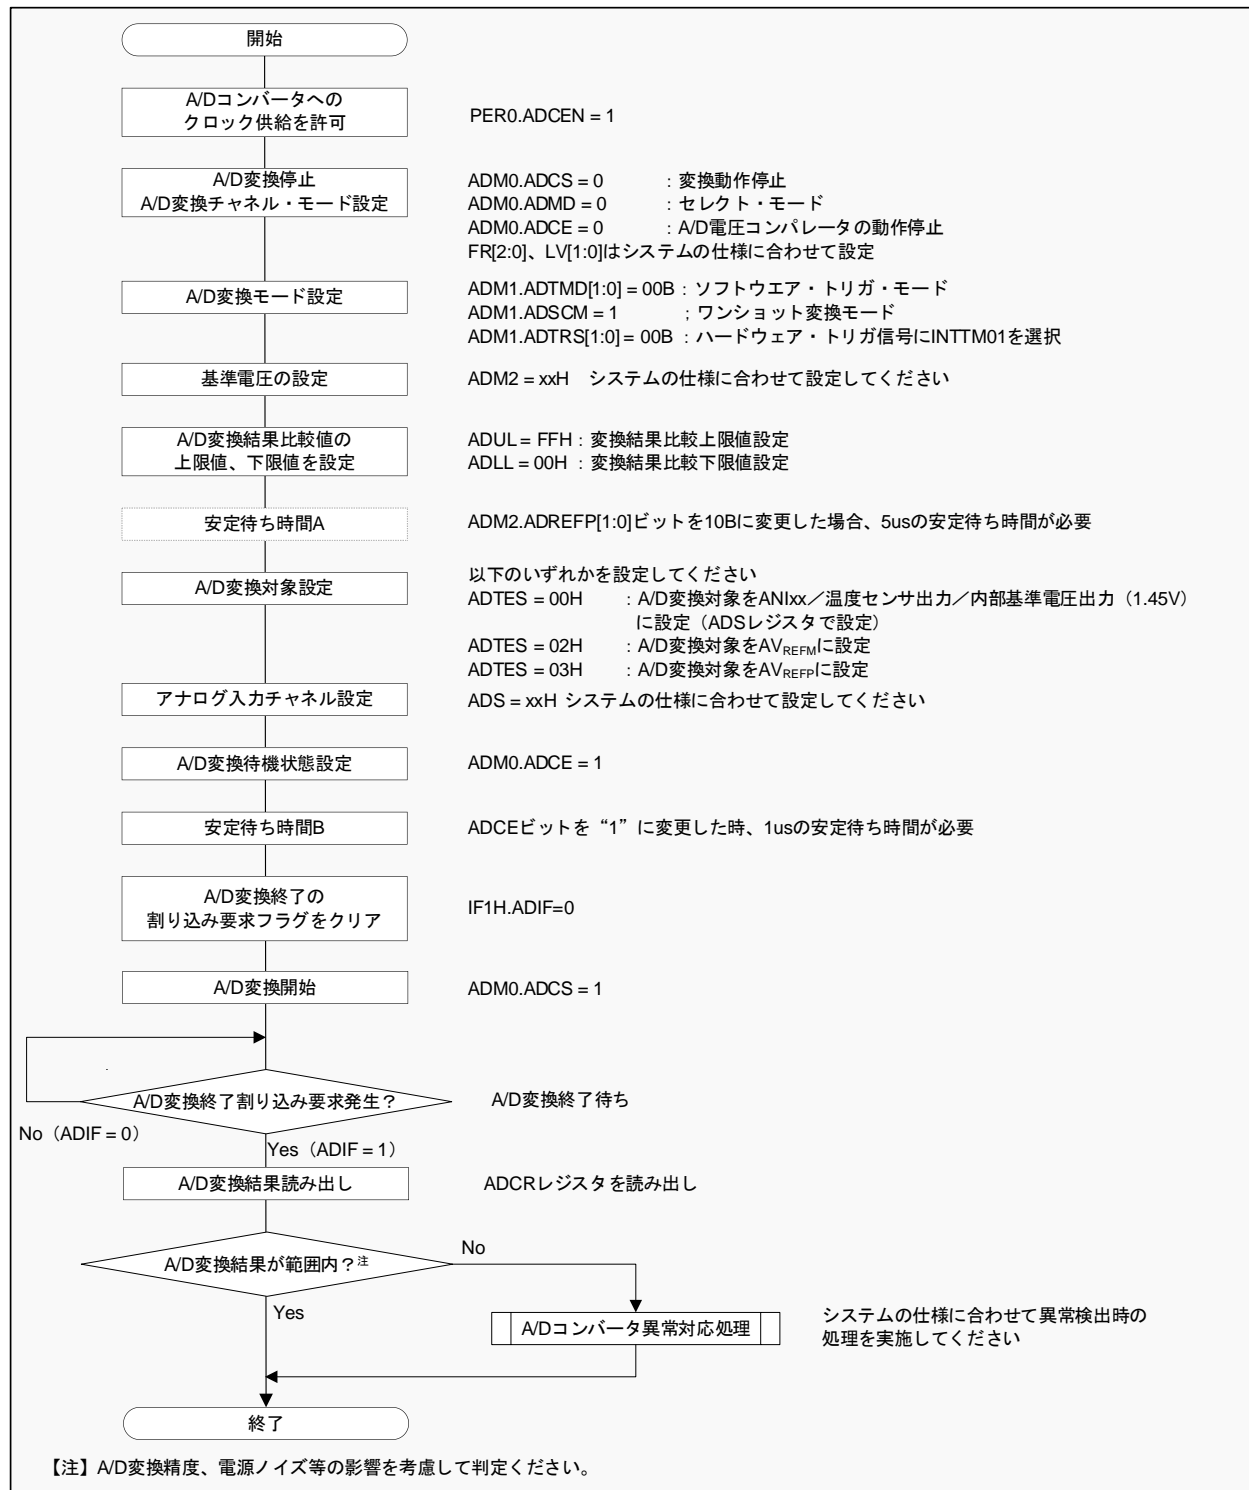 開始
A/Dコンバータへの
クロック供給を許可
PER0.ADCEN = 1
A/D変換停止
A/D変換チャネル・モード設定
ADM0.ADCS = 0 ：変換動作停止
ADM0.ADMD = 0 ：セレクト・モード
ADM0.ADCE = 0 ：A/D電圧コンパレータの動作停止
FR[2:0]、LV[1:0]はシステムの仕様に合わせて設定
A/D変換モード設定
ADM1.ADTMD[1:0] = 00B：ソフトウエア・トリガ・モード
ADM1.ADSCM = 1 ；ワンショット変換モード
ADM1.ADTRS[1:0] = 00B ：ハードウェア・トリガ信号にINTTM01を選択
基準電圧の設定
ADM2 = xxH システムの仕様に合わせて設定してください
A/D変換結果比較値の
上限値、下限値を設定
ADUL = FFH：変換結果比較上限値設定
ADLL = 00H ：変換結果比較下限値設定
安定待ち時間A
ADM2.ADREFP[1:0]ビットを10Bに変更した場合、5usの安定待ち時間が必要
A/D変換対象設定
以下のいずれかを設定してください
ADTES = 00H ：A/D変換対象をANIxx／温度センサ出力／内部基準電圧出力（1.45V）
に設定（ADSレジスタで設定）
ADTES = 02H ：A/D変換対象をAVREFMに設定
ADTES = 03H ：A/D変換対象をAVREFPに設定
アナログ入力チャネル設定
ADS = xxH システムの仕様に合わせて設定してください
A/D変換待機状態設定
ADM0.ADCE = 1
安定待ち時間B
ADCEビットを“1”に変更した時、1usの安定待ち時間が必要
A/D変換終了の
割り込み要求フラグをクリア
IF1H.ADIF=0
A/D変換開始
ADM0.ADCS = 1
A/D変換終了割り込み要求発生？
A/D変換終了待ち
No（ADIF = 0）
Yes（ADIF = 1）
A/D変換結果読み出し
ADCRレジスタを読み出し
A/D変換結果が範囲内？注
No
Yes
A/Dコンバータ異常対応処理
システムの仕様に合わせて異常検出時の
処理を実施してください
終了
【注】A/D変換精度、電源ノイズ等の影響を考慮して判定ください。